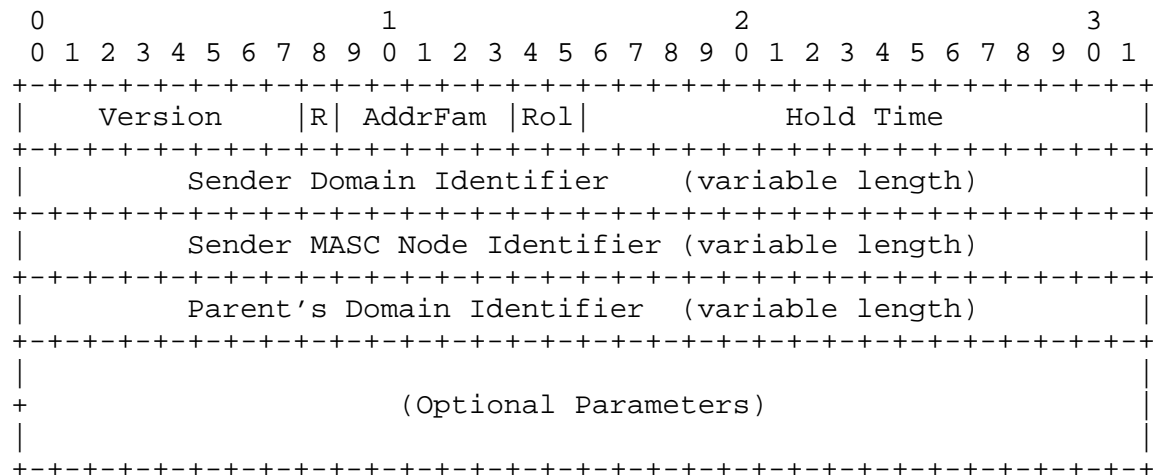 0                   1                   2                   3
 0 1 2 3 4 5 6 7 8 9 0 1 2 3 4 5 6 7 8 9 0 1 2 3 4 5 6 7 8 9 0 1
+-+-+-+-+-+-+-+-+-+-+-+-+-+-+-+-+-+-+-+-+-+-+-+-+-+-+-+-+-+-+-+-+
|    Version    |R| AddrFam |Rol|           Hold Time           |
+-+-+-+-+-+-+-+-+-+-+-+-+-+-+-+-+-+-+-+-+-+-+-+-+-+-+-+-+-+-+-+-+
|         Sender Domain Identifier    (variable length)         |
+-+-+-+-+-+-+-+-+-+-+-+-+-+-+-+-+-+-+-+-+-+-+-+-+-+-+-+-+-+-+-+-+
|         Sender MASC Node Identifier (variable length)         |
+-+-+-+-+-+-+-+-+-+-+-+-+-+-+-+-+-+-+-+-+-+-+-+-+-+-+-+-+-+-+-+-+
|         Parent’s Domain Identifier  (variable length)         |
+-+-+-+-+-+-+-+-+-+-+-+-+-+-+-+-+-+-+-+-+-+-+-+-+-+-+-+-+-+-+-+-+
|                                                               |
+                     (Optional Parameters)                     |
|                                                               |
+-+-+-+-+-+-+-+-+-+-+-+-+-+-+-+-+-+-+-+-+-+-+-+-+-+-+-+-+-+-+-+-+